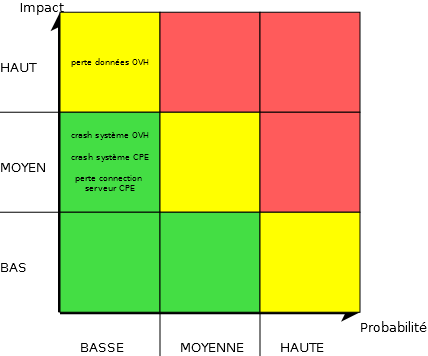 Impact
HAUT
perte données OVH
MOYEN
crash système OVH
crash système CPE
perte connection
serveur CPE
BAS
Probabilité
BASSE
MOYENNE
HAUTE